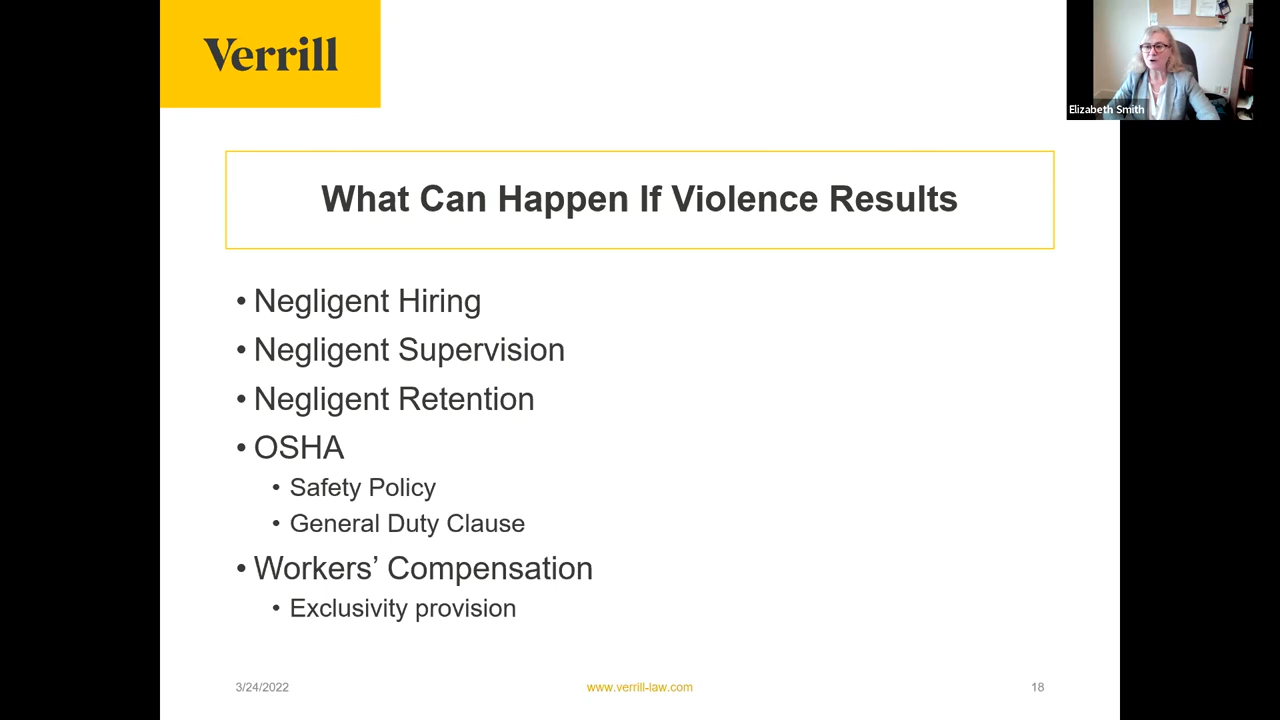 Verrill
Elizabeth Smith
What Can Happen If Violence Results
• Negligent Hiring
• Negligent Supervision
• Negligent Retention
• OSHA
• Safety Policy
• General Duty Clause
• Workers’ Compensation
• Exclusivity provision
3/24/2022
www.verrill-law.com
18